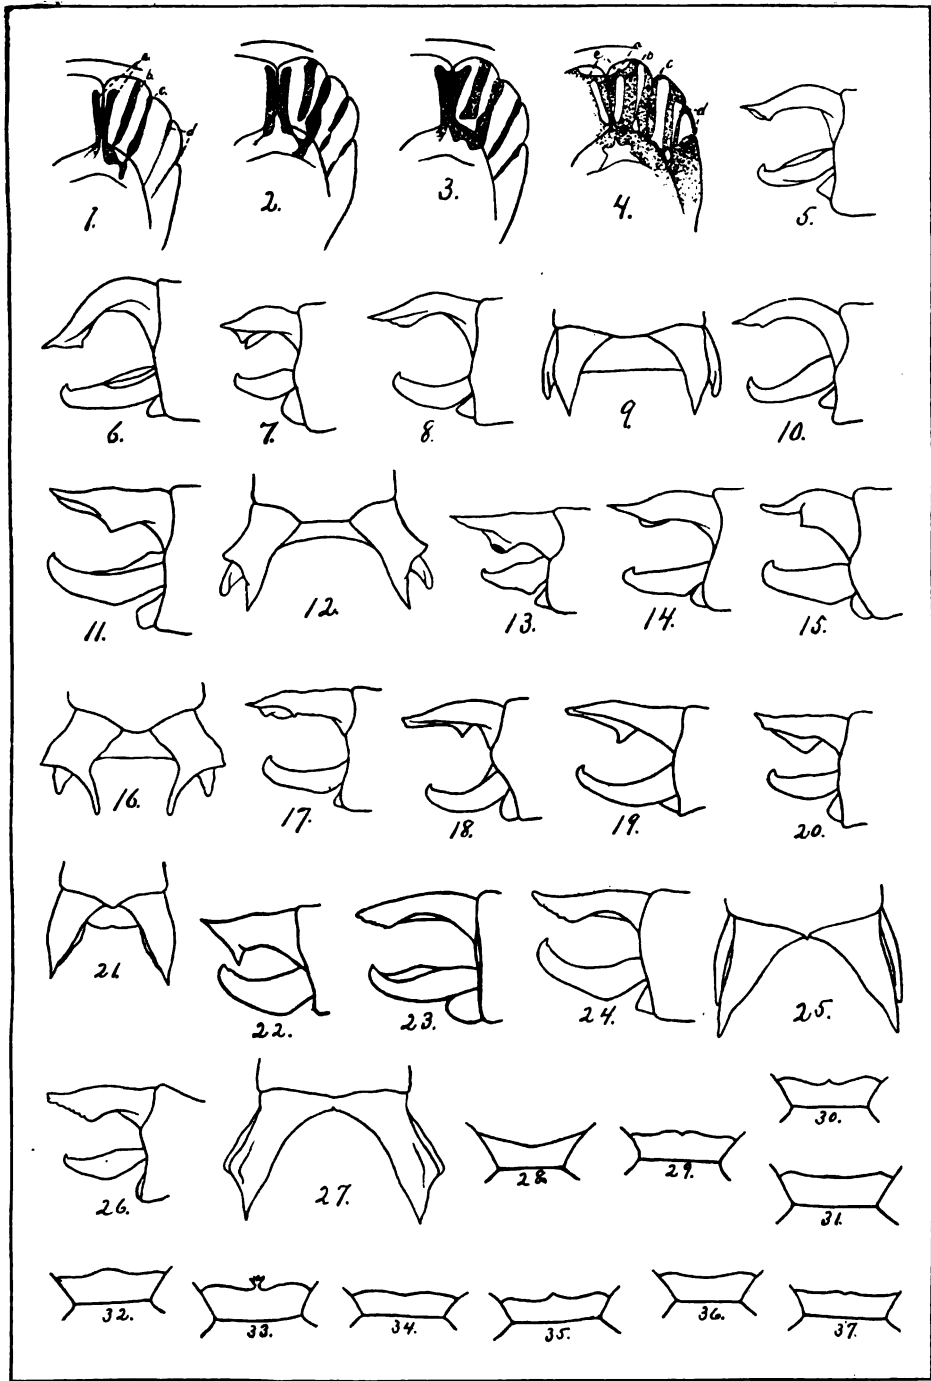 a. b. c. d
e a b c d
1. 2. 3. 4. 5.
6. 7. 8. 9. 10.
11. 12. 13. 14. 15.
16. 17. 18. 19. 20.
21. 22. 23. 24. 25.
26. 27. 28. 29. 30.
31.
32. 33. 34. 35. 36. 37.